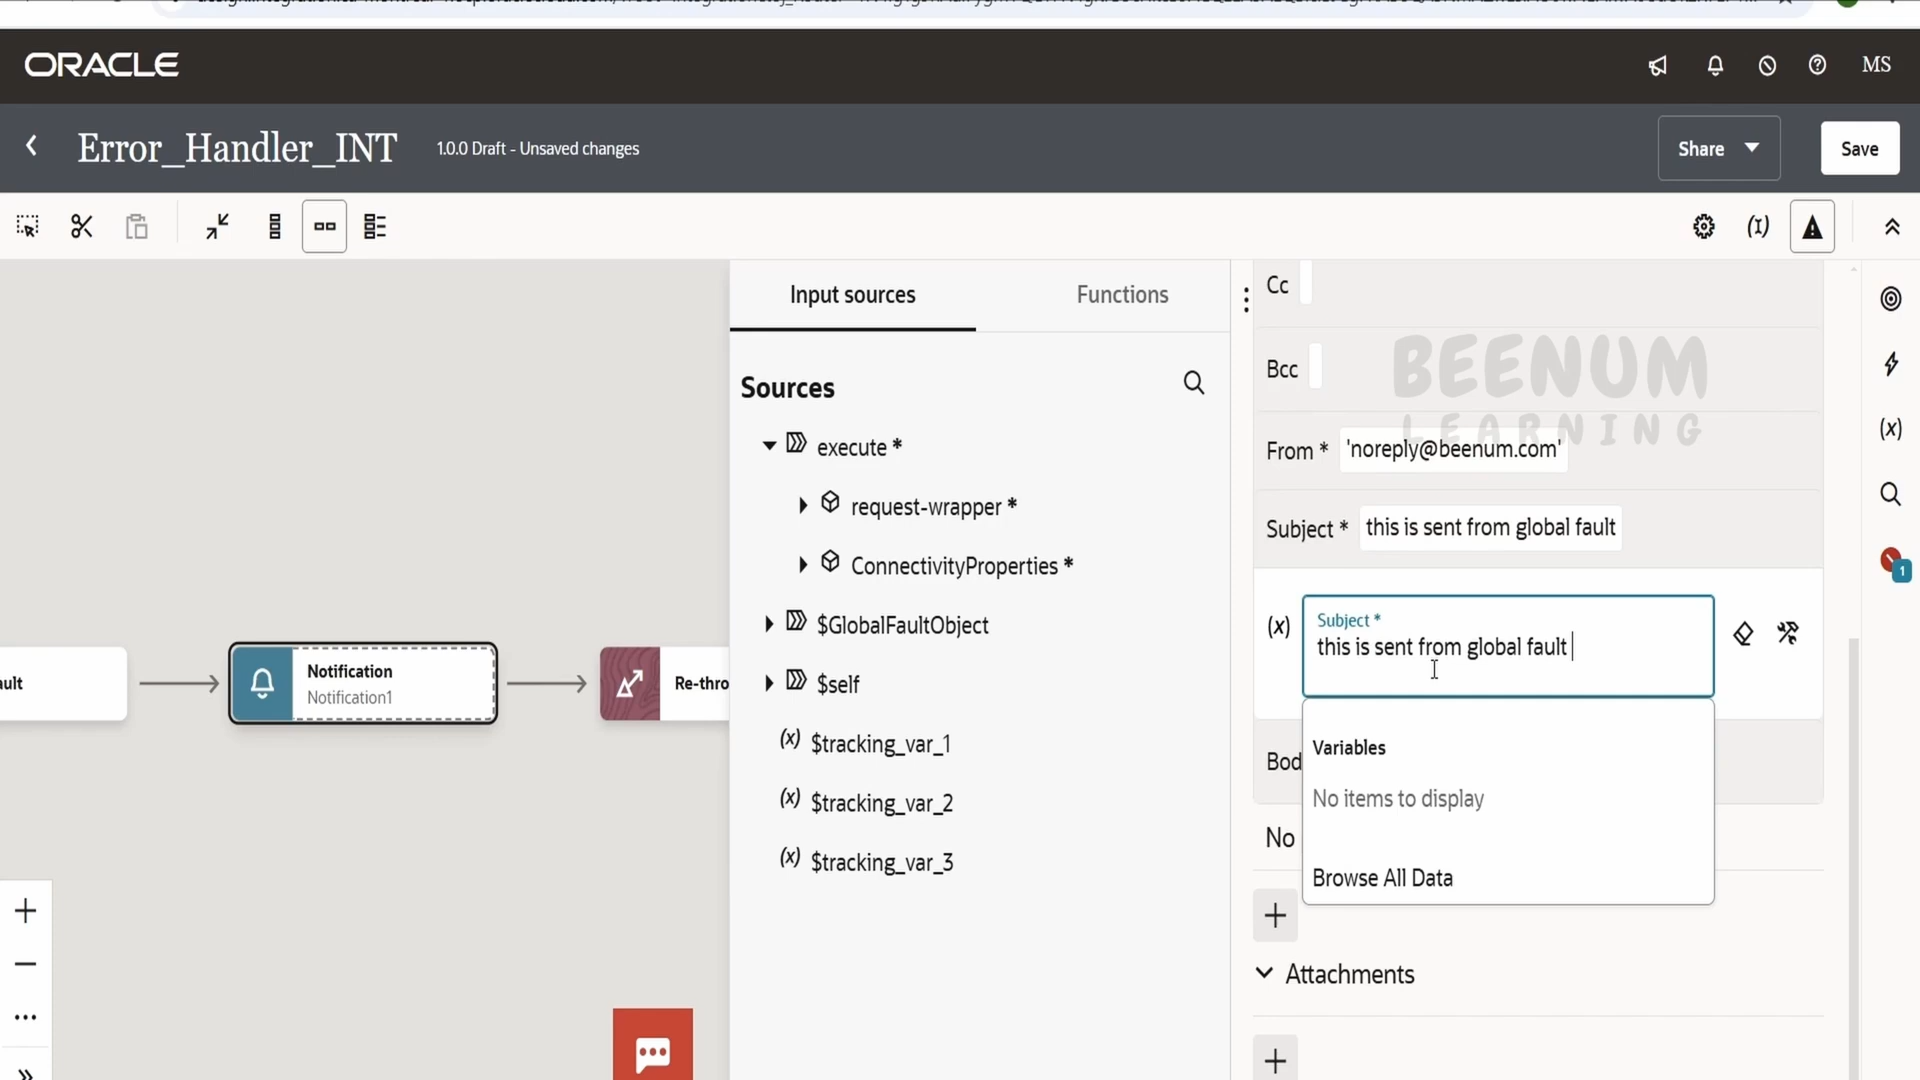 ORACLE
MS
Error_Handler_INT
1.0.0 Draft - Unsaved changes
Share
Save
Input sources
Functions
Sources
execute *
request-wrapper *
ConnectivityProperties *
$GlobalFaultObject
$self
(x) $tracking_var_1
(x) $tracking_var_2
(x) $tracking_var_3
ault
Notification
Notification1
Re-thro
Cc
Bcc
BEENUM
LEARNING
From * 'noreply@beenum.com'
Subject * this is sent from global fault
(x)
Subject *
this is sent from global fault
Variables
No items to display
Browse All Data
Bod
No
Attachments
(x)
1